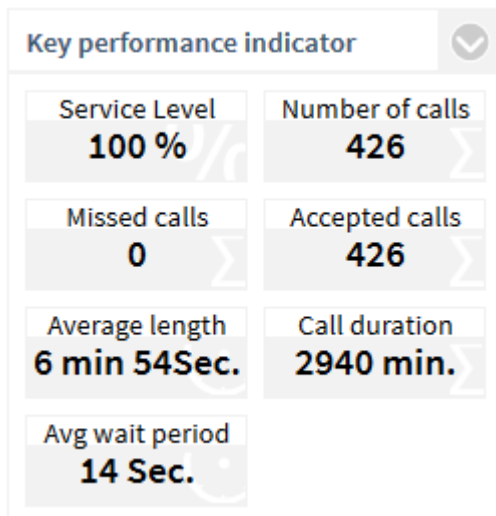 Key performance indicator
Service Level
100 %
Number of calls
426
Missed calls
0
Accepted calls
426
Average length
6 min 54Sec.
Call duration
2940 min.
Avg wait period
14 Sec.